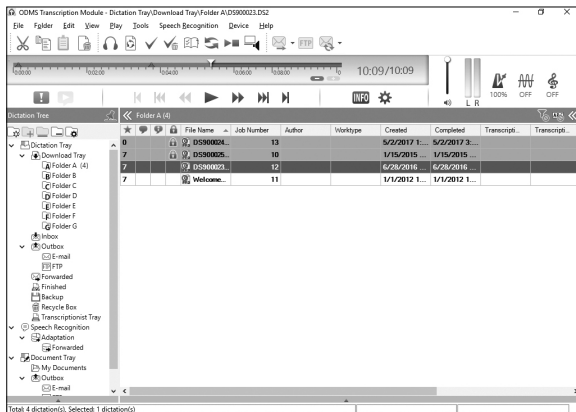 ODMS Transcription Module - Dictation Tray\Download Tray\Folder A\DS900023.DS2
File Folder Edit View Play Tools Speech Recognition Device Help
FTP
0:00:00 0:02:00 0:04:00 0:06:00 0:08:00 0:10 10:09/10:09
INFO L R 100% OFF OFF
Dictation Tree Folder A (4)
File Name Job Number Author Worktype Created Completed Transcripti... Transcripti...
0 DS900024... 13 5/2/2017 1:... 5/2/2017 3:...
7 DS900025... 10 1/15/2015 ... 1/15/2015 ...
7 DS900023... 12 6/28/2016 ... 6/28/2016 ...
7 Welcome... 11 1/1/2012 1... 1/1/2012 1...
Dictation Tray
Download Tray
A Folder A (4)
B Folder B
C Folder C
D Folder D
E Folder E
F Folder F
G Folder G
Inbox
Outbox
E-mail
FTP FTP
Forwarded
Finished
Backup
Recycle Box
Transcriptionist Tray
Speech Recognition
Adaptation
Forwarded
Document Tray
My Documents
Outbox
E-mail
Total: 4 dictation(s), Selected: 1 dictation(s)